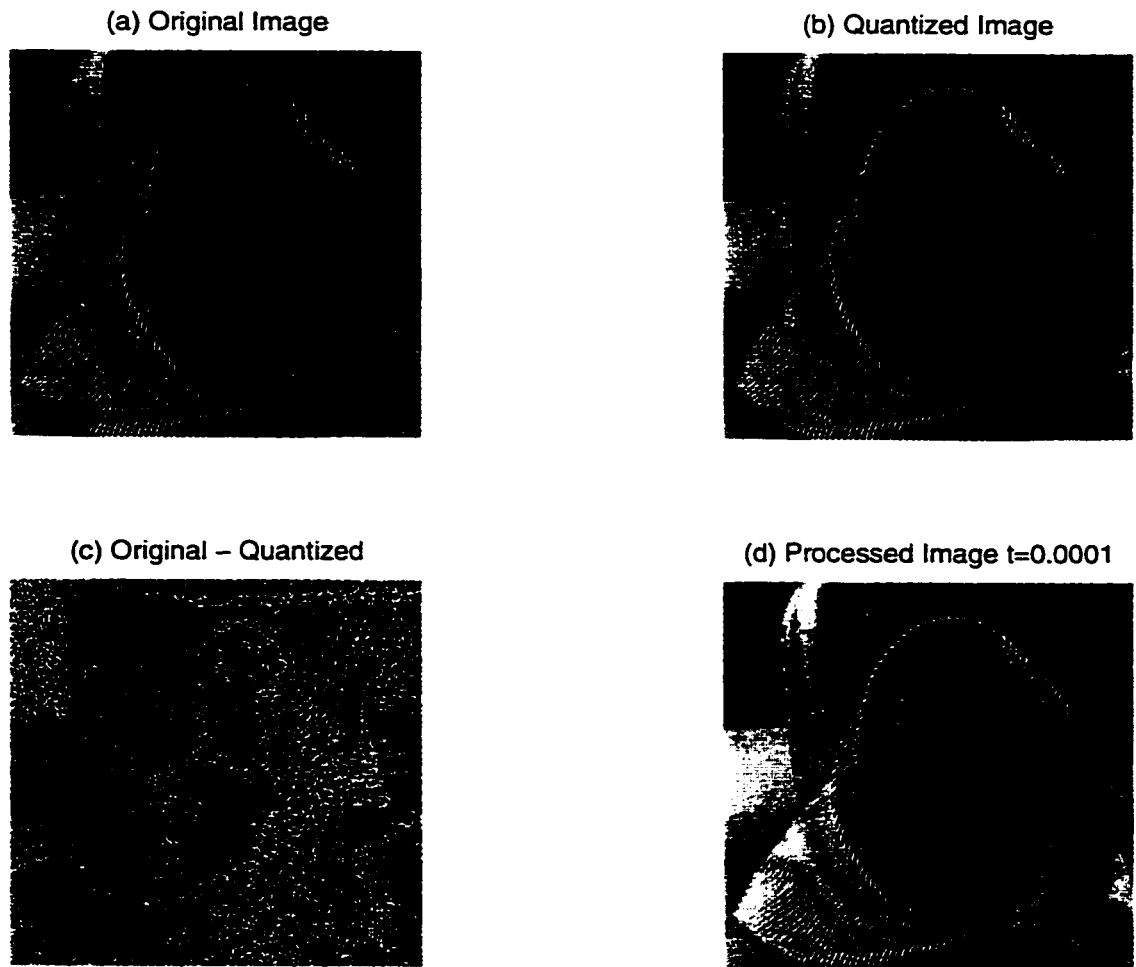 (a) Original Image
(b) Quantized Image
(c) Original – Quantized
(d) Processed Image t=0.0001